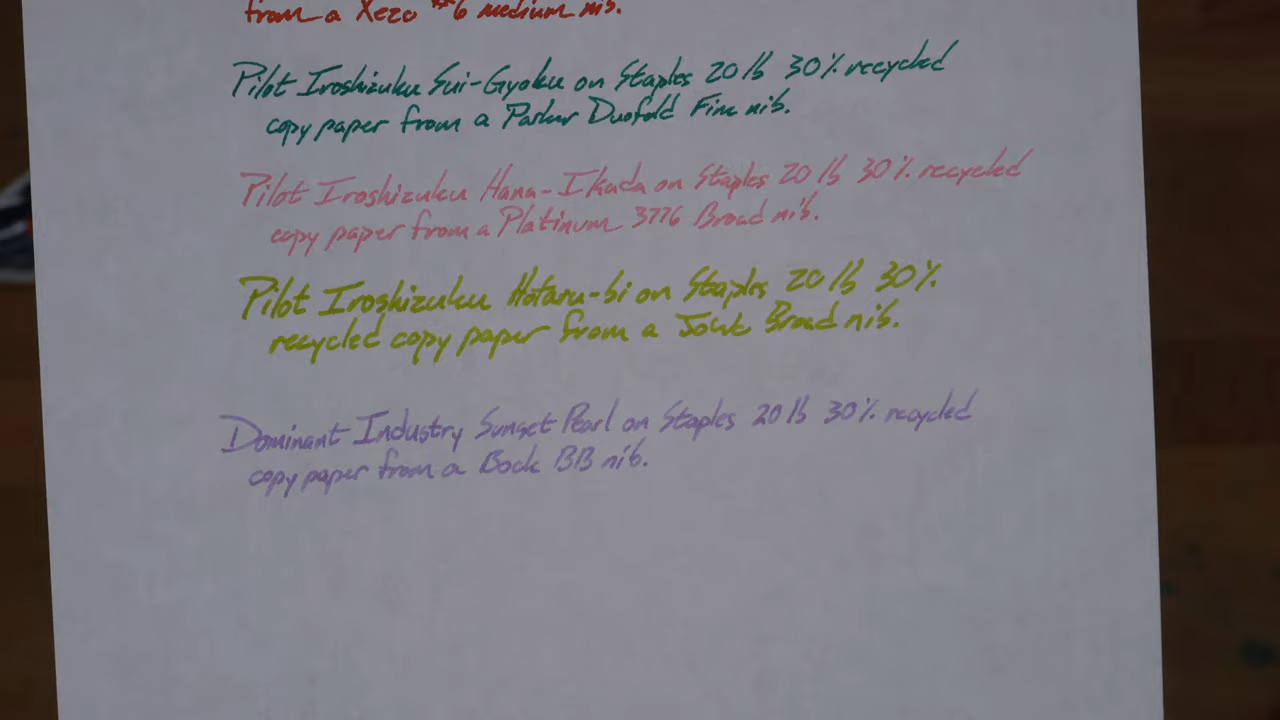 from a Xezo #6 medium nib.
Pilot Iroshizuku Sui-Gyoku on Staples 20 lb 30% recycled
copy paper from a Parker Duofold Fine nib.
Pilot Iroshizuku Hana-Ikada on Staples 20 lb 30% recycled
copy paper from a Platinum 3776 Broad nib.
Pilot Iroshizuku Hotaru-bi on Staples 20 lb 30%
recycled copy paper from a JoWo Broad nib.
Dominant Industry Sunset Pearl on Staples 20 lb 30% recycled
copy paper from a Bock BB nib.